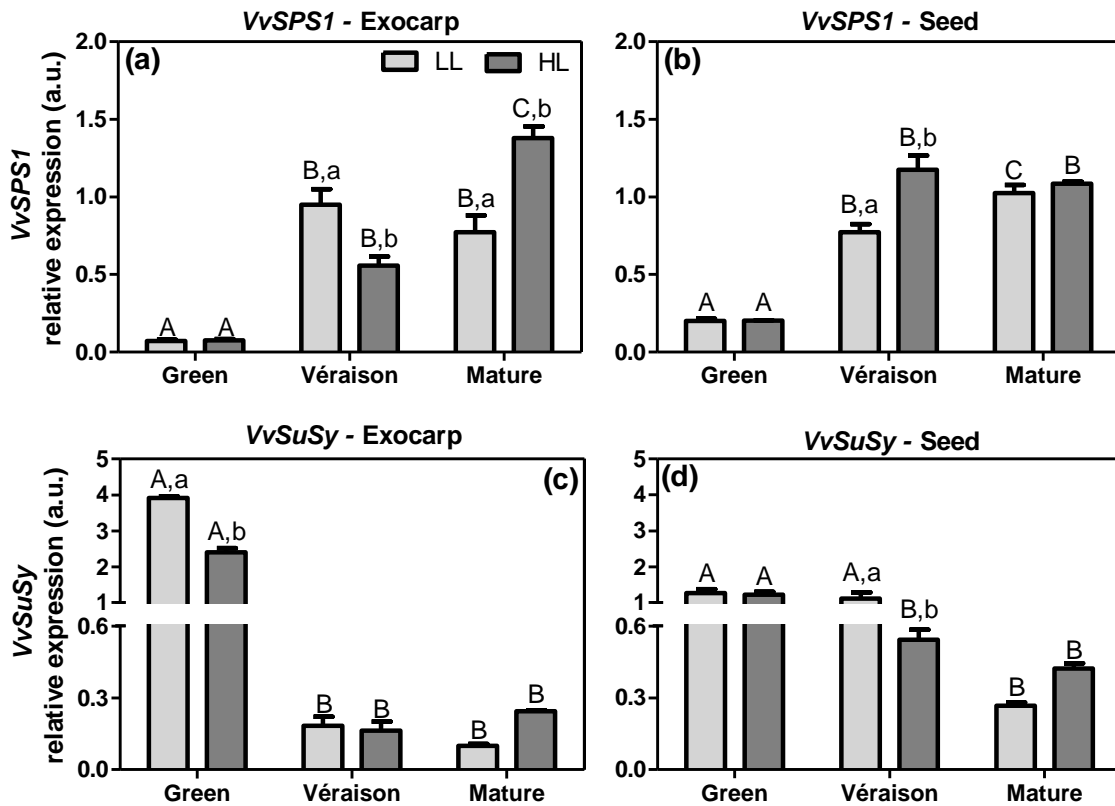 VvSPS1 - Exocarp
(a)
LL HL
VvSPS1
relative expression (a.u.)
2.0
1.5
1.0
0.5
0.0
A A
B,a
B,b
B,a
C,b
Green Véraison Mature
VvSPS1 - Seed
(b)
2.0
1.5
1.0
0.5
0.0
A A
B,a
B,b
C
B
Green Véraison Mature
VvSuSy - Exocarp
(c)
VvSuSy
relative expression (a.u.)
5
4
3
2
1
0.6
0.3
0.0
A,a
A,b
B B
B
B
Green Véraison Mature
VvSuSy - Seed
(d)
5
4
3
2
1
0.6
0.3
0.0
A A
A,a
B,b
B
B
Green Véraison Mature